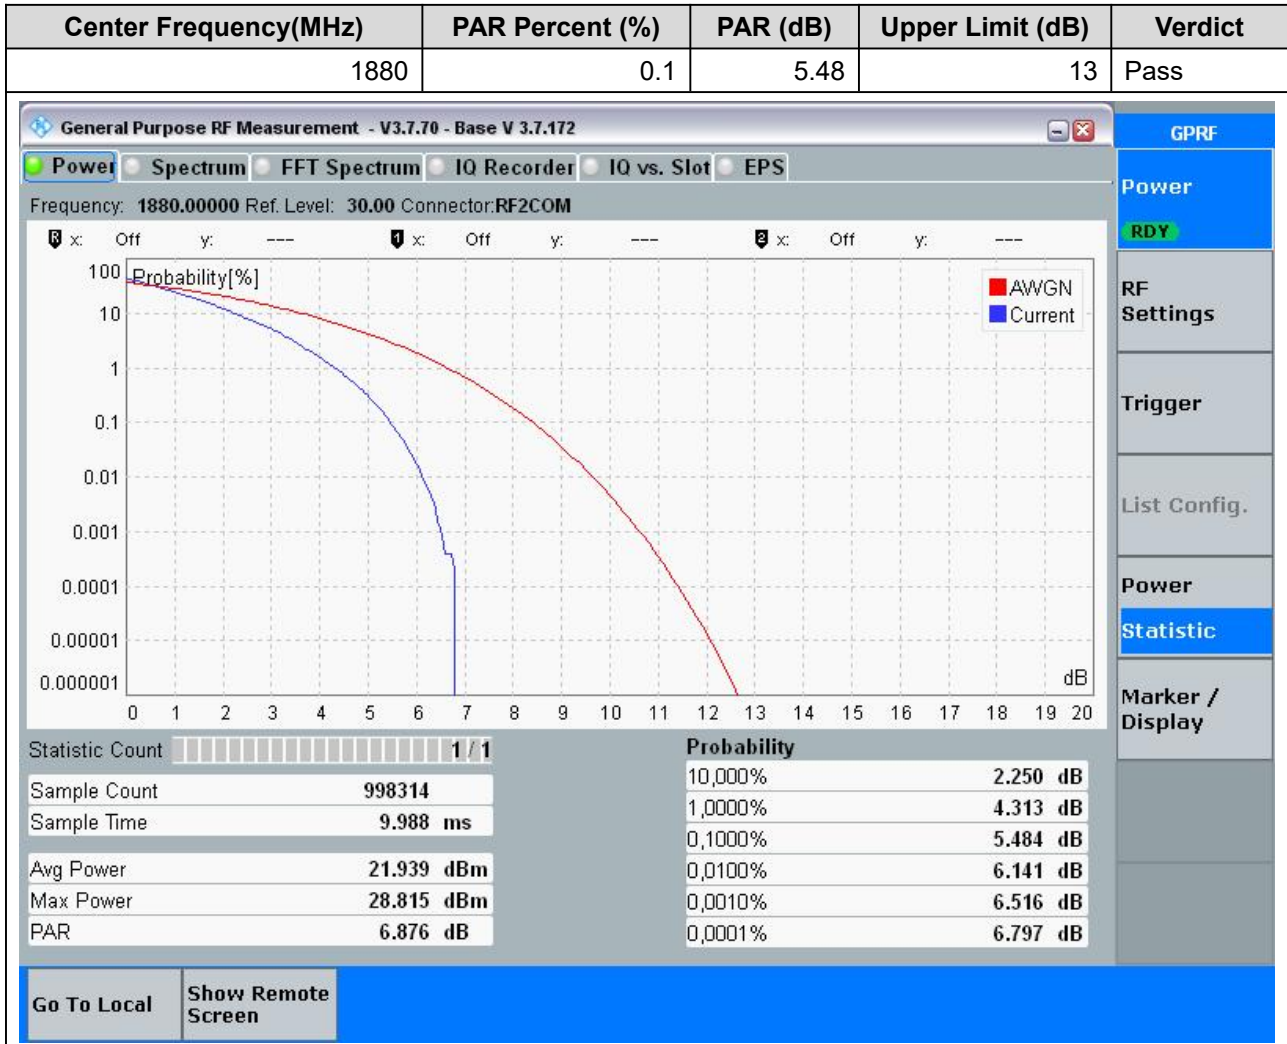 Center Frequency(MHz) PAR Percent (%) PAR (dB) Upper Limit (dB) Verdict
1880 0.1 5.48 13 Pass
General Purpose RF Measurement - V3.7.70 - Base V 3.7.172
GPRF
Power Spectrum FFT Spectrum IQ Recorder IQ vs. Slot EPS
Power
RDY
Frequency: 1880.00000 Ref. Level: 30.00 Connector:RF2COM
R x: Off y: --- 1 x: Off y: --- 2 x: Off y: ---
100 Probability[%]
10
1
0.1
0.01
0.001
0.0001
0.00001
0.000001
AWGN
Current
dB
0 1 2 3 4 5 6 7 8 9 10 11 12 13 14 15 16 17 18 19 20
RF
Settings
Trigger
List Config.
Power
Statistic
Marker /
Display
Statistic Count 1 / 1
Sample Count 998314
Sample Time 9.988 ms
Avg Power 21.939 dBm
Max Power 28.815 dBm
PAR 6.876 dB
Probability
10,000% 2.250 dB
1,0000% 4.313 dB
0,1000% 5.484 dB
0,0100% 6.141 dB
0,0010% 6.516 dB
0,0001% 6.797 dB
Go To Local
Show Remote
Screen